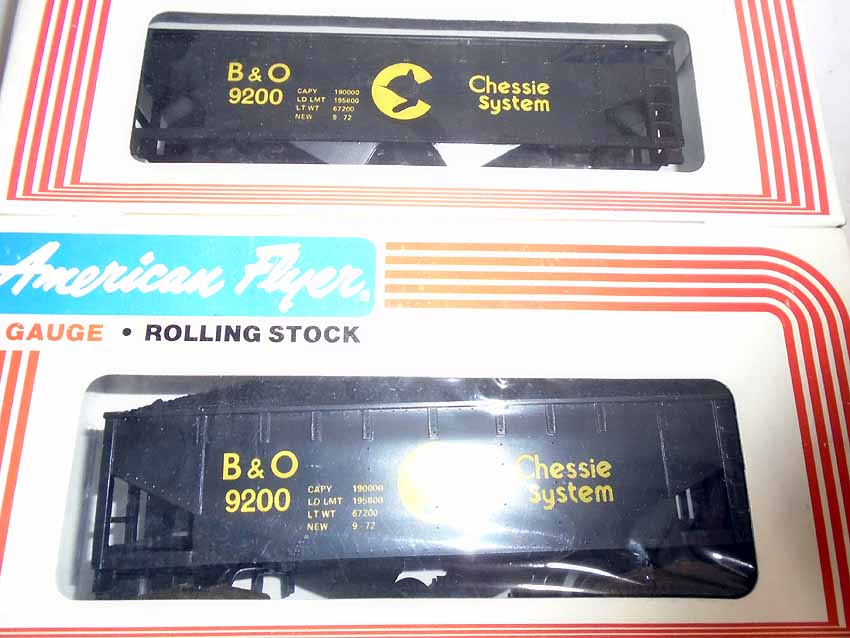 B & O
9200
CAPY 190000
LD LMT 195800
LT WT 67200
NEW 9-72
Chessie
System
American Flyer®
GAUGE • ROLLING STOCK
B & O
9200
CAPY 190000
LD LMT 195800
LT WT 67200
NEW 9-72
Chessie
System